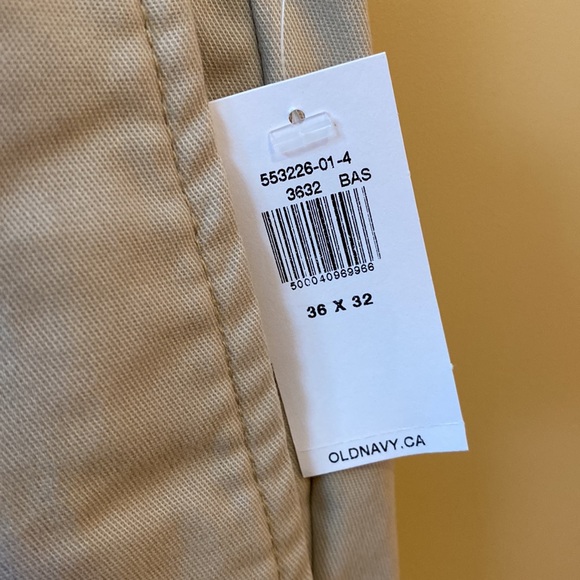 553226-01-4
3632 BAS
500040969966
36 X 32
OLDNAVY.CA